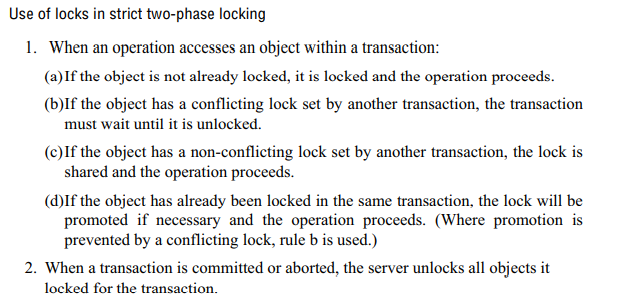 Use of locks in strict two-phase locking
1. When an operation accesses an object within a transaction:
(a)If the object is not already locked, it is locked and the operation proceeds.
(b)If the object has a conflicting lock set by another transaction, the transaction
must wait until it is unlocked.
(c)If the object has a non-conflicting lock set by another transaction, the lock is
shared and the operation proceeds.
(d)If the object has already been locked in the same transaction, the lock will be
promoted if necessary and the operation proceeds. (Where promotion is
prevented by a conflicting lock, rule b is used.)
2. When a transaction is committed or aborted, the server unlocks all objects it
locked for the transaction.